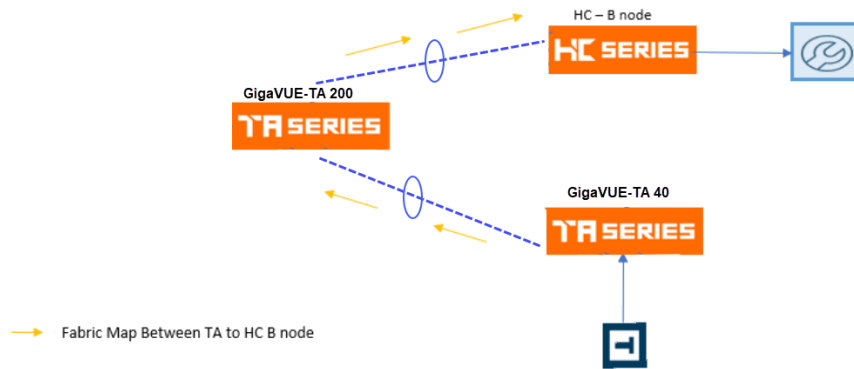 HC – B node
HC SERIES
GigaVUE-TA 200
TA SERIES
GigaVUE-TA 40
TA SERIES
T
Fabric Map Between TA to HC B node